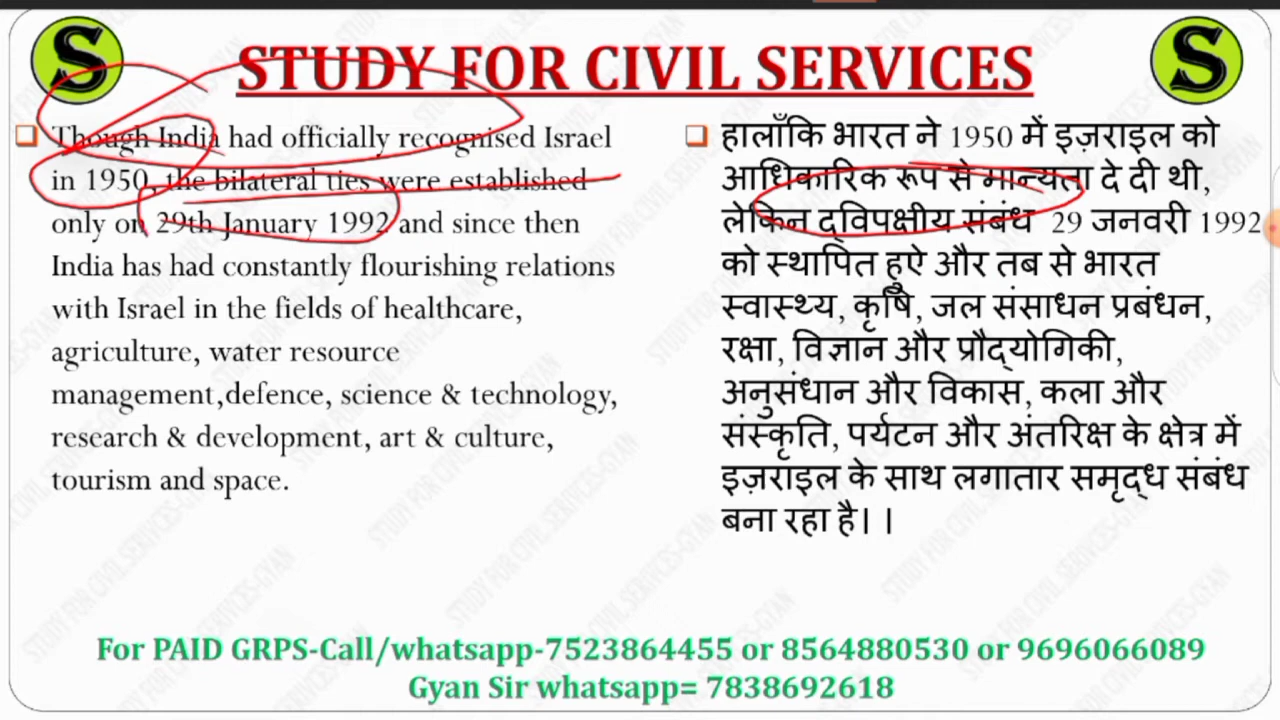 S
STUDY FOR CIVIL SERVICES
S
Though India had officially recognised Israel
in 1950, the bilateral ties were established
only on 29th January 1992 and since then
India has had constantly flourishing relations
with Israel in the fields of healthcare,
agriculture, water resource
management,defence, science & technology,
research & development, art & culture,
tourism and space.
हालाँकि भारत ने 1950 में इज़राइल को
आधिकारिक रूप से मान्यता दे दी थी,
लेकिन द्विपक्षीय संबंध 29 जनवरी 1992
को स्थापित हुऐ और तब से भारत
स्वास्थ्य, कृषि, जल संसाधन प्रबंधन,
रक्षा, विज्ञान और प्रौद्योगिकी,
अनुसंधान और विकास, कला और
संस्कृति, पर्यटन और अंतरिक्ष के क्षेत्र में
इज़राइल के साथ लगातार समृद्ध संबंध
बना रहा है। ।
For PAID GRPS-Call/whatsapp-7523864455 or 8564880530 or 9696066089
Gyan Sir whatsapp= 7838692618